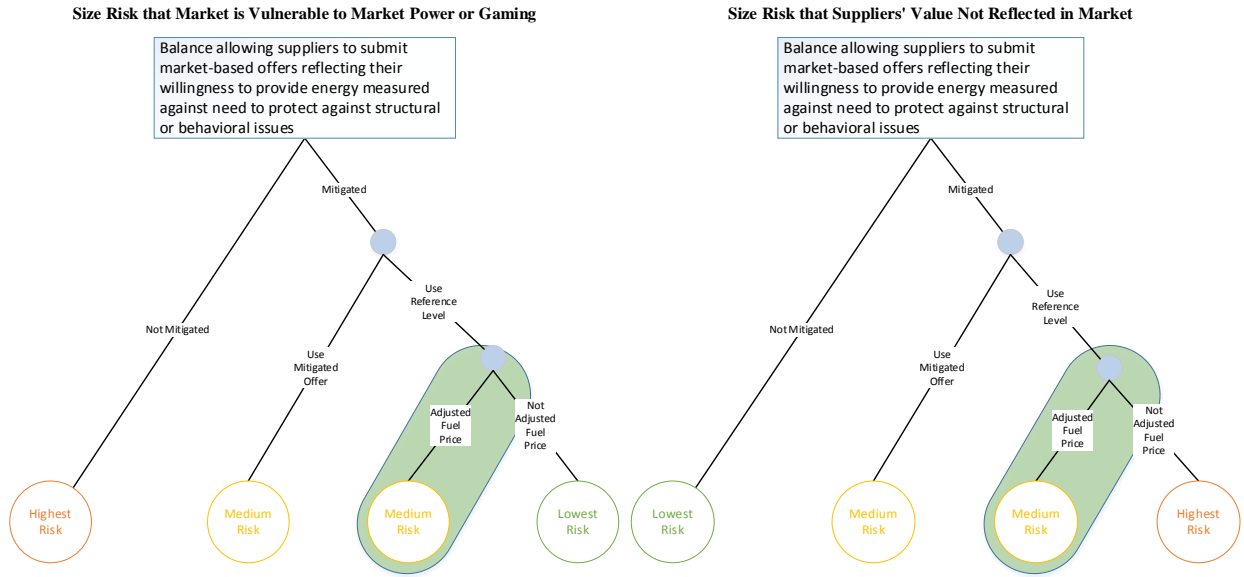 Size Risk that Market is Vulnerable to Market Power or Gaming
Balance allowing suppliers to submit
market-based offers reflecting their
willingness to provide energy measured
against need to protect against structural
or behavioral issues
Mitigated
Use
Reference
Level
Not Mitigated
Use
Mitigated
Offer
Adjusted
Fuel
Price
Not
Adjusted
Fuel
Price
Highest
Risk
Medium
Risk
Medium
Risk
Lowest
Risk
Size Risk that Suppliers' Value Not Reflected in Market
Balance allowing suppliers to submit
market-based offers reflecting their
willingness to provide energy measured
against need to protect against structural
or behavioral issues
Mitigated
Use
Reference
Level
Not Mitigated
Use
Mitigated
Offer
Adjusted
Fuel
Price
Not
Adjusted
Fuel
Price
Lowest
Risk
Medium
Risk
Medium
Risk
Highest
Risk